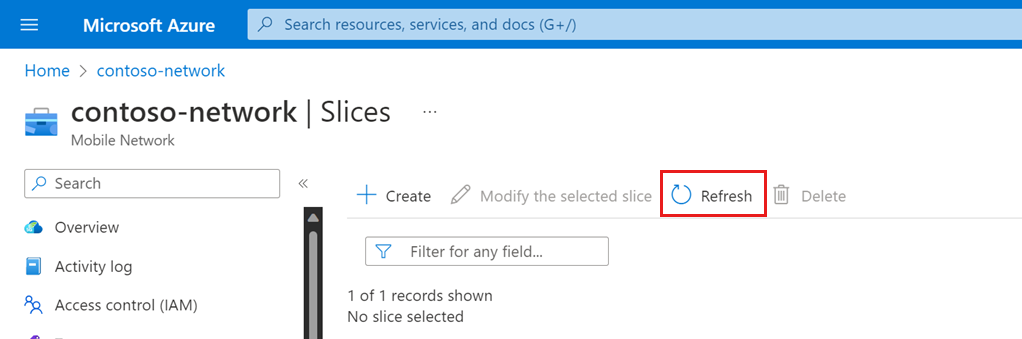 Microsoft Azure
Search resources, services, and docs (G+/)
Home > contoso-network
contoso-network | Slices ...
Mobile Network
Search «
Create Modify the selected slice Refresh Delete
Overview
Filter for any field...
Activity log
1 of 1 records shown
Access control (IAM)
No slice selected